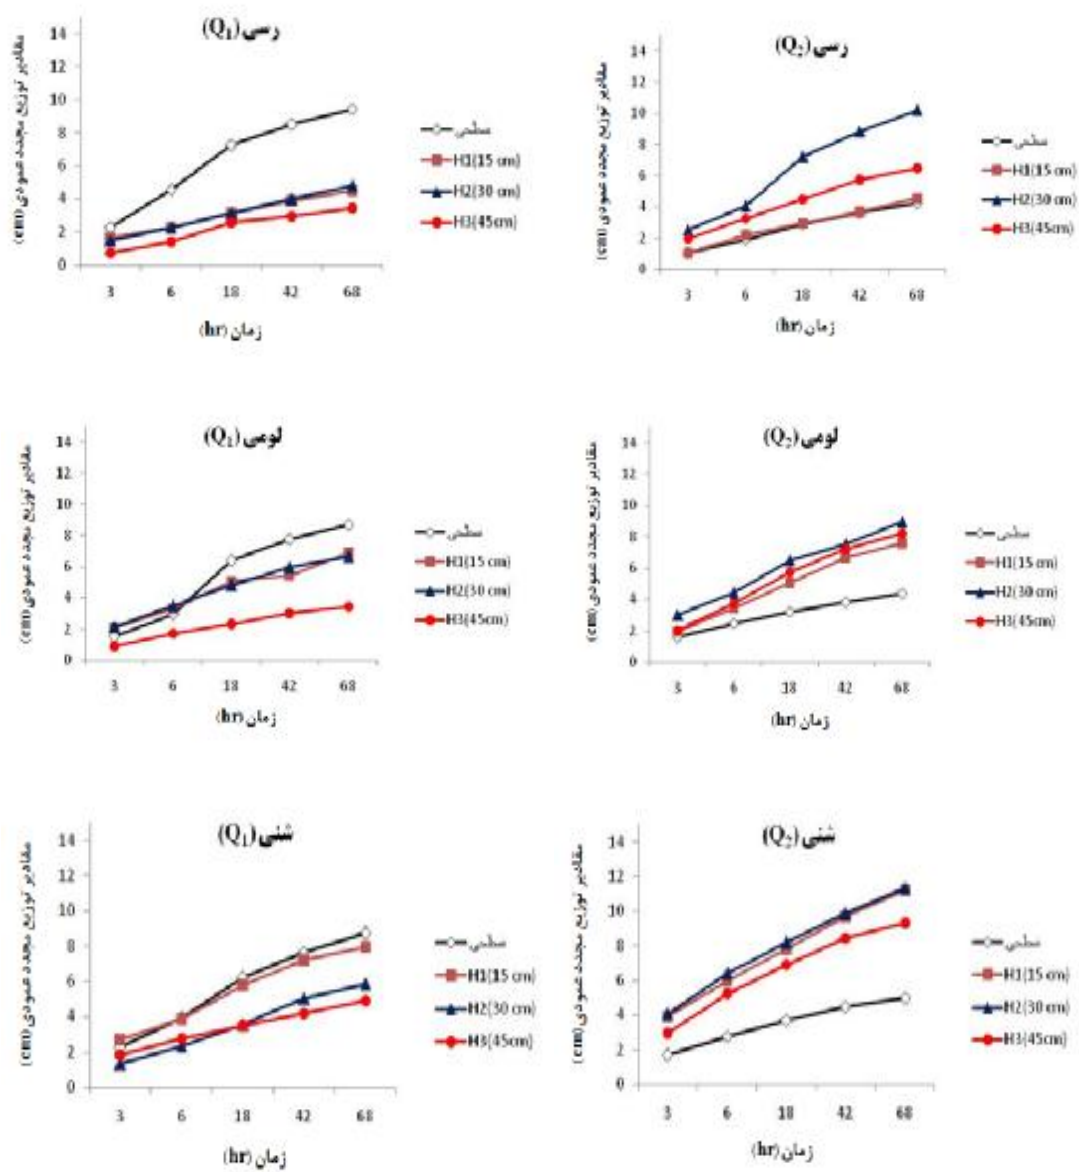 رسی (Q₁)
مقادیر توزیع مجدد عمودی (cm)
14
12
10
8
6
4
2
0
3 6 18 42 68
زمان (hr)
سطحی
H1(15 cm)
H2(30 cm)
H3(45cm)
رسی (Q₂)
مقادیر توزیع مجدد عمودی (cm)
14
12
10
8
6
4
2
0
3 6 18 42 68
زمان (hr)
سطحی
H1(15 cm)
H2(30 cm)
H3(45cm)
لومی (Q₁)
مقادیر توزیع مجدد عمودی (cm)
14
12
10
8
6
4
2
0
3 6 18 42 68
زمان (hr)
سطحی
H1(15 cm)
H2(30 cm)
H3(45cm)
لومی (Q₂)
مقادیر توزیع مجدد عمودی (cm)
14
12
10
8
6
4
2
0
3 6 18 42 68
زمان (hr)
سطحی
H1(15 cm)
H2(30 cm)
H3(45cm)
شنی (Q₁)
مقادیر توزیع مجدد عمودی (cm)
14
12
10
8
6
4
2
0
3 6 18 42 68
زمان (hr)
سطحی
H1(15 cm)
H2(30 cm)
H3(45cm)
شنی (Q₂)
مقادیر توزیع مجدد عمودی (cm)
14
12
10
8
6
4
2
0
3 6 18 42 68
زمان (hr)
سطحی
H1(15 cm)
H2(30 cm)
H3(45cm)